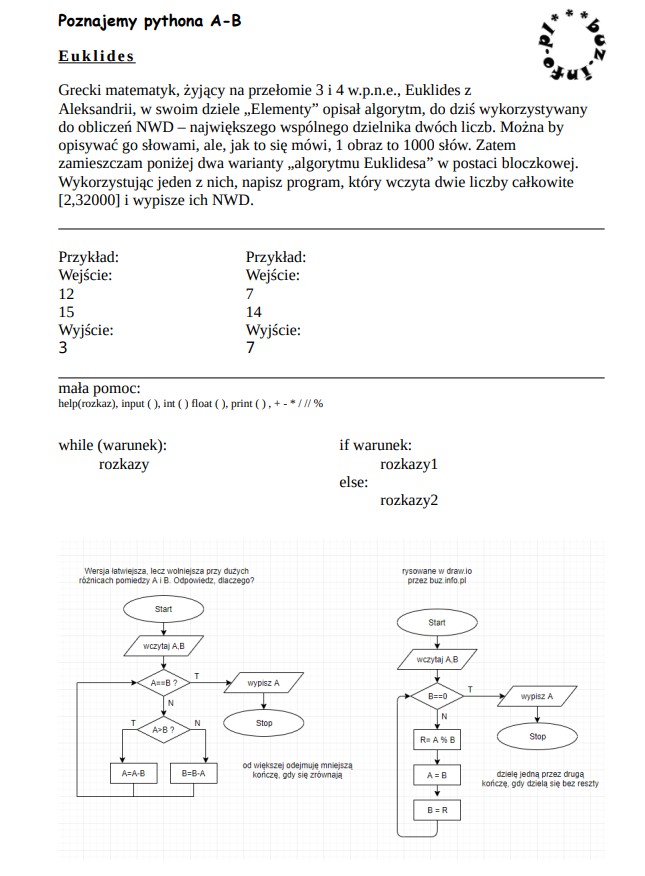 Poznajemy pythona A-B
buz.info.pl***
Euklides
Grecki matematyk, żyjący na przełomie 3 i 4 w.p.n.e., Euklides z
Aleksandrii, w swoim dziele „Elementy” opisał algorytm, do dziś wykorzystywany
do obliczeń NWD – największego wspólnego dzielnika dwóch liczb. Można by
opisywać go słowami, ale, jak to się mówi, 1 obraz to 1000 słów. Zatem
zamieszczam poniżej dwa warianty „algorytmu Euklidesa” w postaci bloczkowej.
Wykorzystując jeden z nich, napisz program, który wczyta dwie liczby całkowite
[2,32000] i wypisze ich NWD.
Przykład:
Wejście:
12
15
Wyjście:
3
Przykład:
Wejście:
7
14
Wyjście:
7
mała pomoc:
help(rozkaz), input ( ), int ( ) float ( ), print ( ) , + - * / // %
while (warunek):
rozkazy
if warunek:
rozkazy1
else:
rozkazy2
Wersja łatwiejsza, lecz wolniejsza przy dużych
różnicach pomiedzy A i B. Odpowiedz, dlaczego?
Start
wczytaj A,B
A==B ?
T
wypisz A
N
Stop
T
A>B ?
N
A=A-B
B=B-A
od większej odejmuję mniejszą
kończę, gdy się zrównają
rysowane w draw.io
przez buz.info.pl
Start
wczytaj A,B
B==0
T
wypisz A
N
Stop
R= A % B
A = B
B = R
dzielę jedną przez drugą
kończę, gdy dzielą się bez reszty